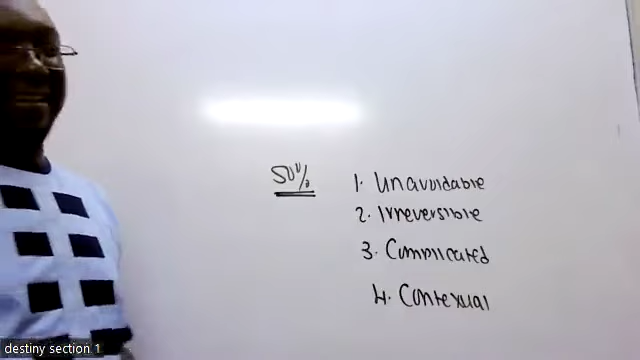 50%
1. Unavoidable
2. Irreversible
3. Complicated
4. Contexual
destiny section 1